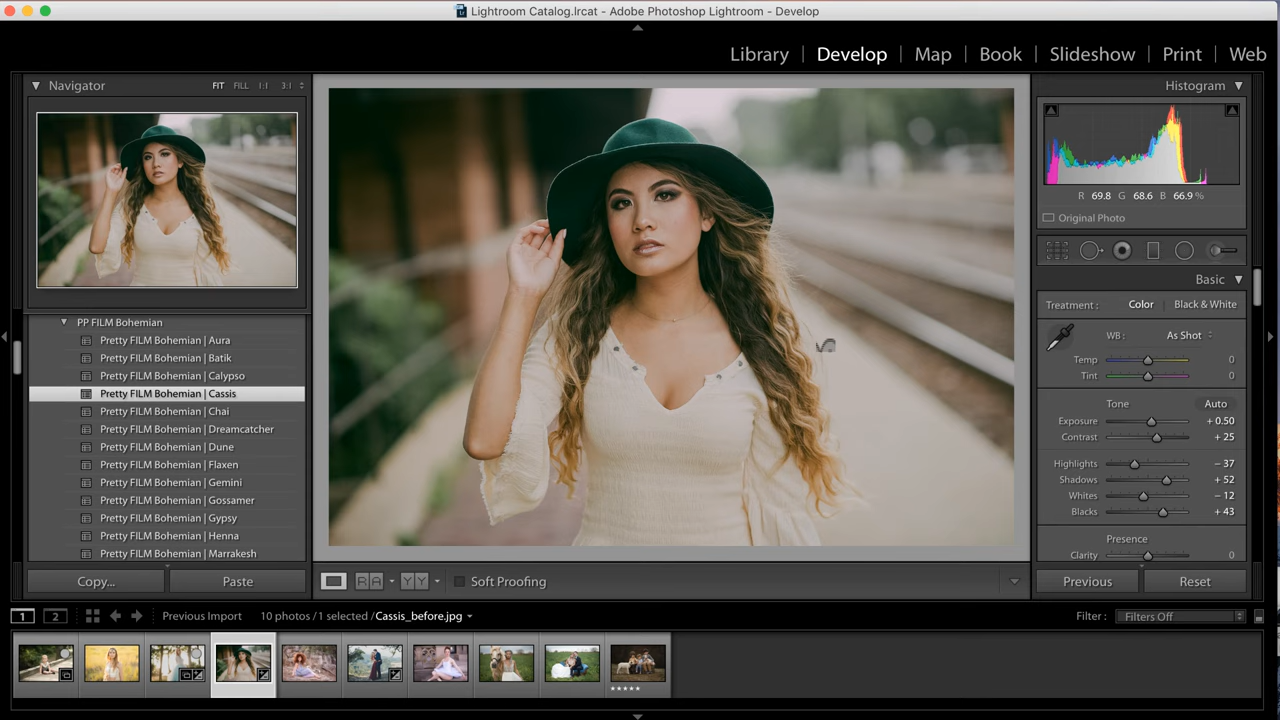 Lightroom Catalog.lrcat - Adobe Photoshop Lightroom - Develop
Library | Develop | Map | Book | Slideshow | Print | Web
Navigator FIT FILL 1:1 3:1
PP FILM Bohemian
Pretty FILM Bohemian | Aura
Pretty FILM Bohemian | Batik
Pretty FILM Bohemian | Calypso
Pretty FILM Bohemian | Cassis
Pretty FILM Bohemian | Chai
Pretty FILM Bohemian | Dreamcatcher
Pretty FILM Bohemian | Dune
Pretty FILM Bohemian | Flaxen
Pretty FILM Bohemian | Gemini
Pretty FILM Bohemian | Gossamer
Pretty FILM Bohemian | Gypsy
Pretty FILM Bohemian | Henna
Pretty FILM Bohemian | Marrakesh
Copy... Paste
Histogram
R 69.8 G 68.6 B 66.9 %
Original Photo
Basic
Treatment : Color Black & White
WB : As Shot
Temp 0
Tint 0
Tone Auto
Exposure + 0.50
Contrast + 25
Highlights − 37
Shadows + 52
Whites − 12
Blacks + 43
Presence
Clarity 0
Previous Reset
R A Y Y Soft Proofing
1 2 Previous Import 10 photos / 1 selected / Cassis_before.jpg Filter : Filters Off